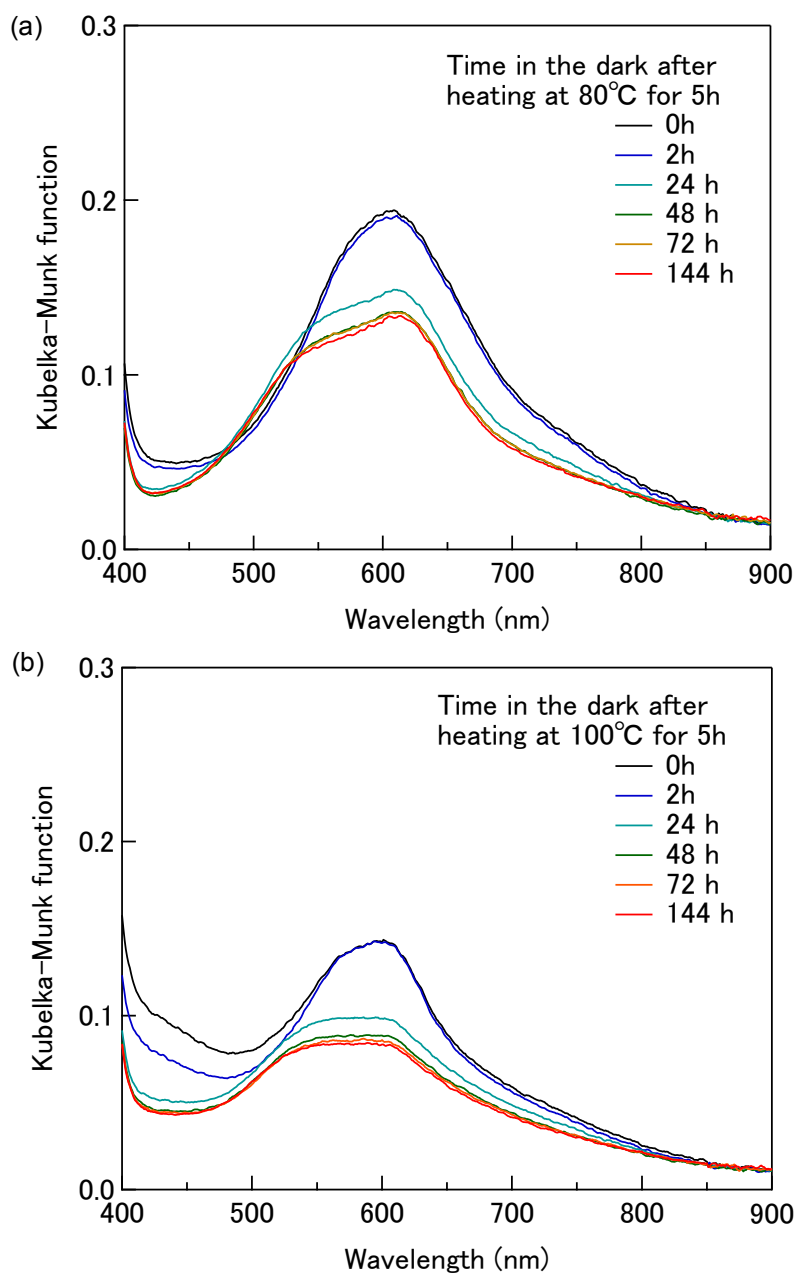 (a)
0.3
0.2
0.1
0.0
Kubelka-Munk function
Time in the dark after
heating at 80℃ for 5h
0h
2h
24 h
48 h
72 h
144 h
400 500 600 700 800 900
Wavelength (nm)
(b)
0.3
0.2
0.1
0.0
Kubelka-Munk function
Time in the dark after
heating at 100℃ for 5h
0h
2h
24 h
48 h
72 h
144 h
400 500 600 700 800 900
Wavelength (nm)